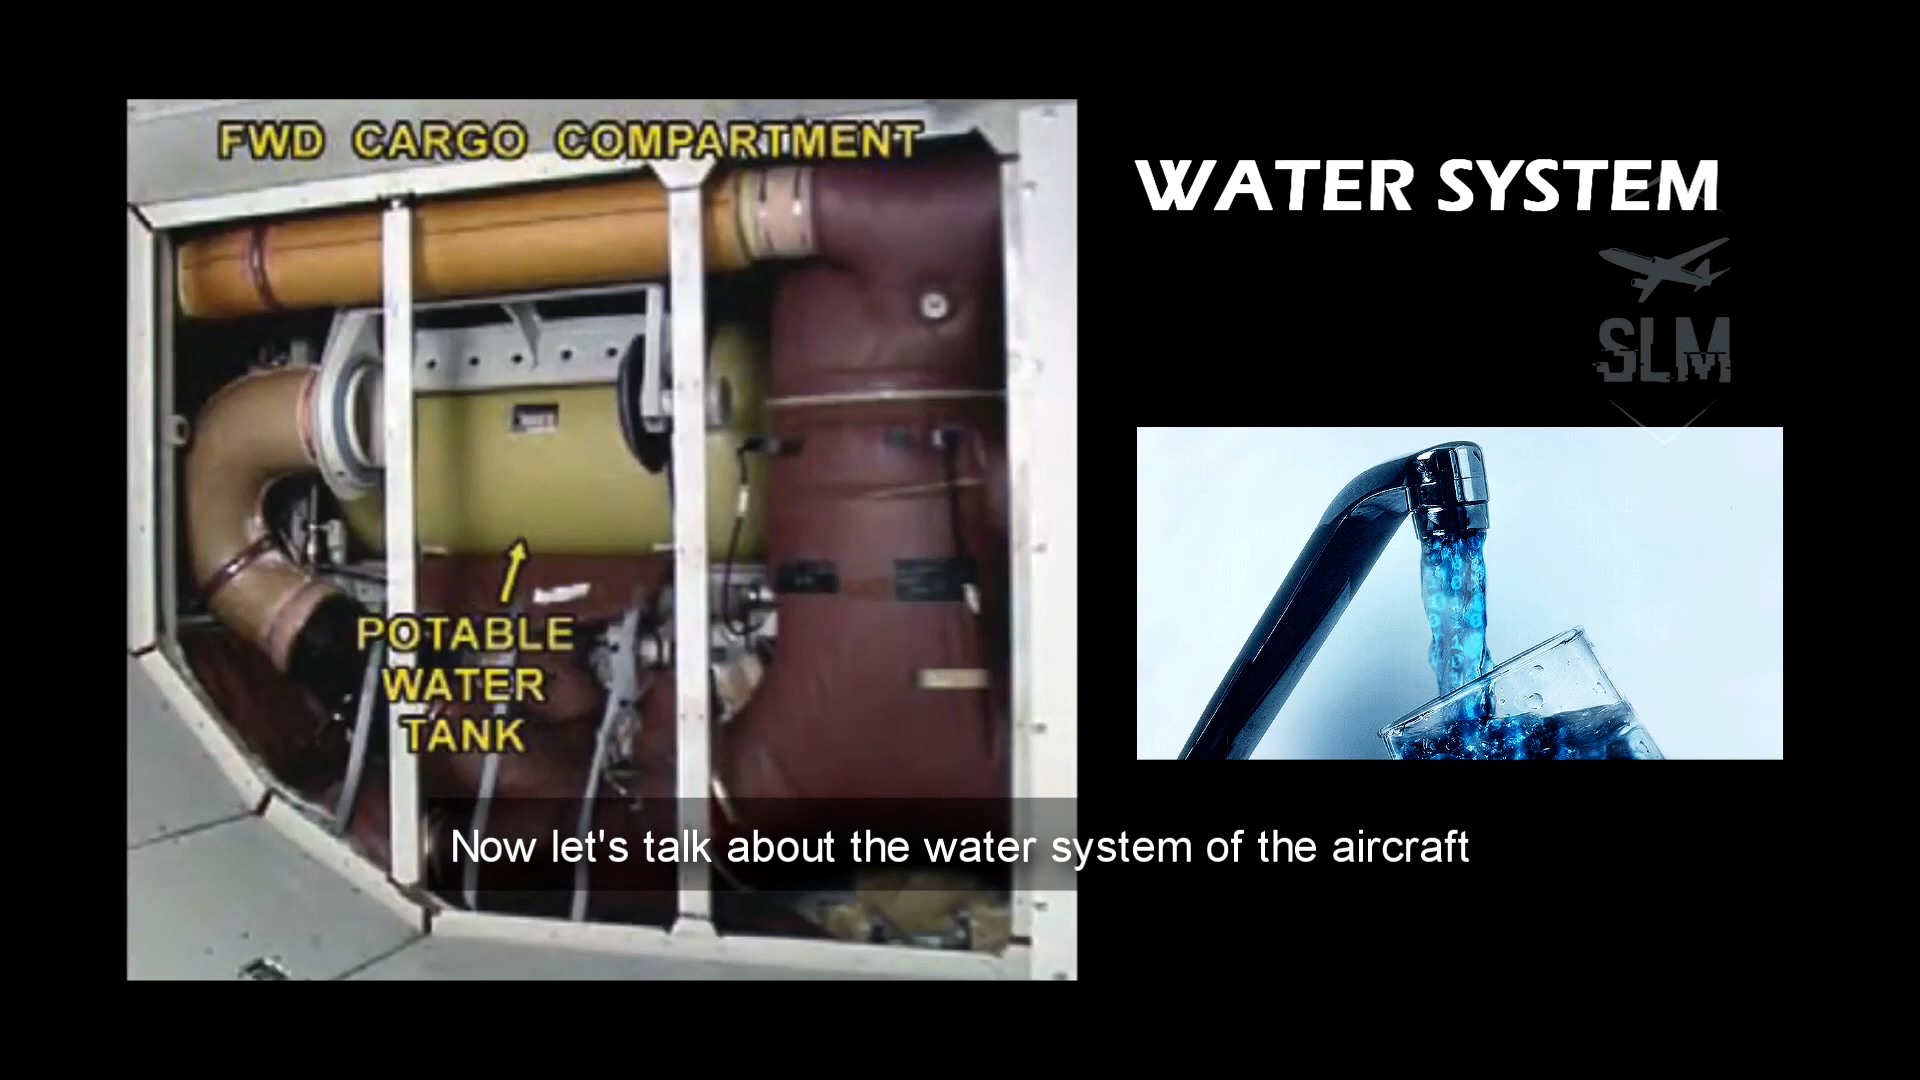 FWD CARGO COMPARTMENT
POTABLE
WATER
TANK
WATER SYSTEM
SLM
Now let's talk about the water system of the aircraft